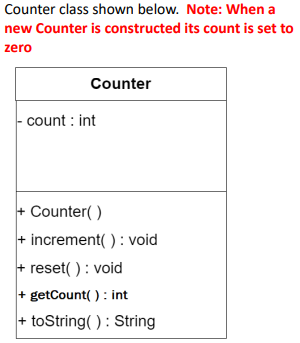 Counter class shown below. Note: When a
new Counter is constructed its count is set to
zero
Counter
- count : int
+ Counter( )
+ increment( ) : void
+ reset( ) : void
+ getCount( ) : int
+ toString( ) : String